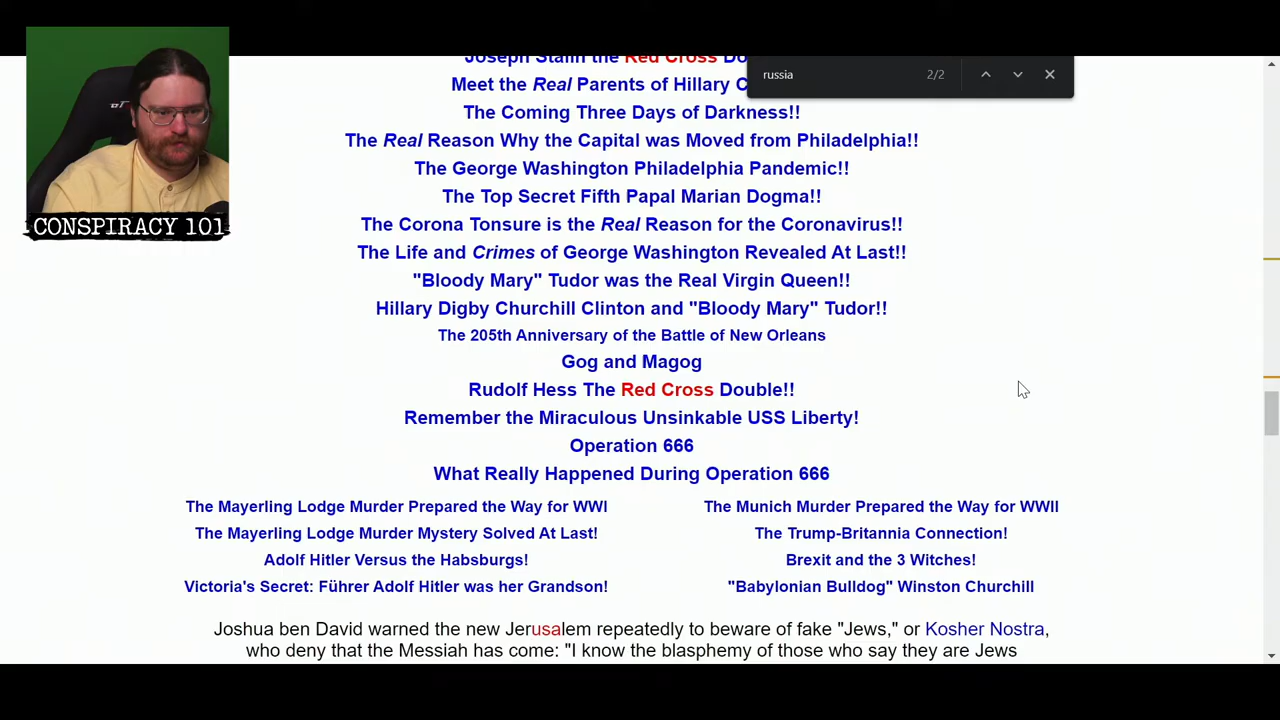 Joseph Stalin the Red Cross Do
russia 2/2
Meet the Real Parents of Hillary C
The Coming Three Days of Darkness!!
The Real Reason Why the Capital was Moved from Philadelphia!!
The George Washington Philadelphia Pandemic!!
The Top Secret Fifth Papal Marian Dogma!!
The Corona Tonsure is the Real Reason for the Coronavirus!!
CONSPIRACY 101
The Life and Crimes of George Washington Revealed At Last!!
"Bloody Mary" Tudor was the Real Virgin Queen!!
Hillary Digby Churchill Clinton and "Bloody Mary" Tudor!!
The 205th Anniversary of the Battle of New Orleans
Gog and Magog
Rudolf Hess The Red Cross Double!!
Remember the Miraculous Unsinkable USS Liberty!
Operation 666
What Really Happened During Operation 666
The Mayerling Lodge Murder Prepared the Way for WWI
The Mayerling Lodge Murder Mystery Solved At Last!
Adolf Hitler Versus the Habsburgs!
Victoria's Secret: Führer Adolf Hitler was her Grandson!
The Munich Murder Prepared the Way for WWII
The Trump-Britannia Connection!
Brexit and the 3 Witches!
"Babylonian Bulldog" Winston Churchill
Joshua ben David warned the new Jerusalem repeatedly to beware of fake "Jews," or Kosher Nostra,
who deny that the Messiah has come: "I know the blasphemy of those who say they are Jews